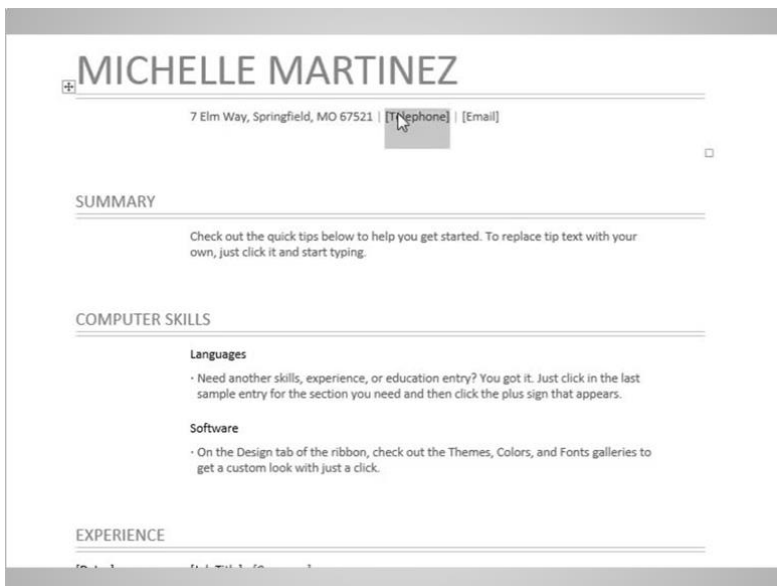 MICHELLE MARTINEZ
7 Elm Way, Springfield, MO 67521 | [Telephone] | [Email]
SUMMARY
Check out the quick tips below to help you get started. To replace tip text with your
own, just click it and start typing.
COMPUTER SKILLS
Languages
· Need another skills, experience, or education entry? You got it. Just click in the last
sample entry for the section you need and then click the plus sign that appears.
Software
· On the Design tab of the ribbon, check out the Themes, Colors, and Fonts galleries to
get a custom look with just a click.
EXPERIENCE